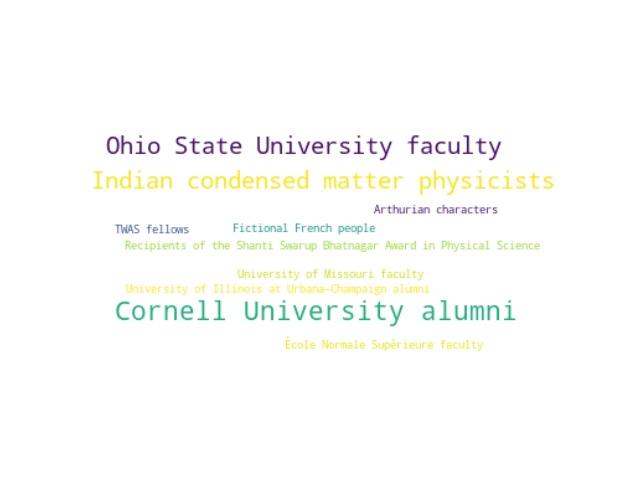 Ohio State University faculty
Indian condensed matter physicists
Arthurian characters
TWAS fellows
Fictional French people
Recipients of the Shanti Swarup Bhatnagar Award in Physical Science
University of Missouri faculty
University of Illinois at Urbana–Champaign alumni
Cornell University alumni
École Normale Supérieure faculty